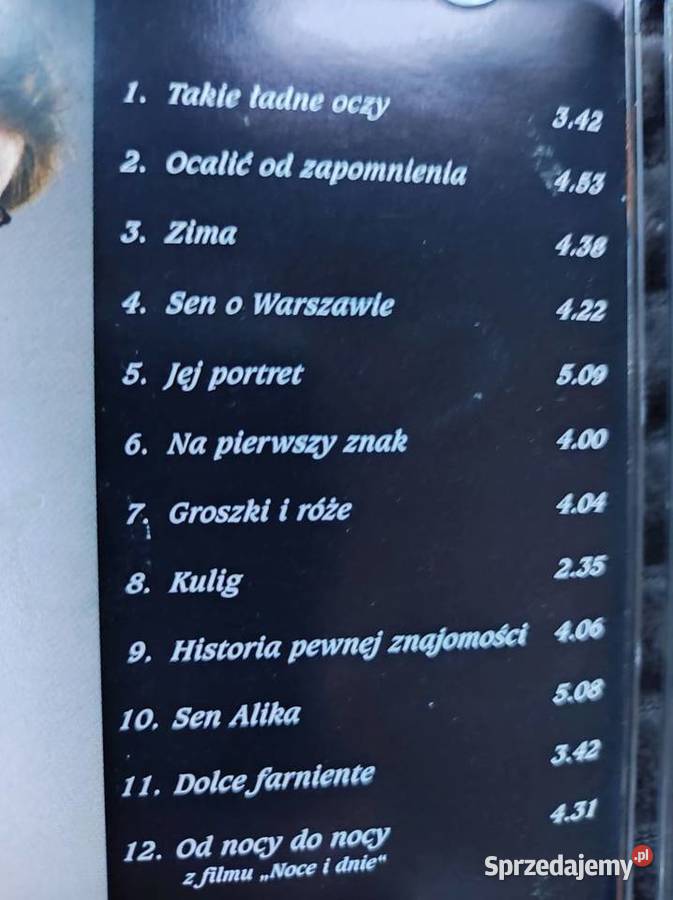 1. Takie ładne oczy 3.42
2. Ocalić od zapomnienia 4.53
3. Zima 4.38
4. Sen o Warszawie 4.22
5. Jej portret 5.09
6. Na pierwszy znak 4.00
7. Groszki i róże 4.04
8. Kulig 2.35
9. Historia pewnej znajomości 4.06
10. Sen Alika 5.08
11. Dolce farniente 3.42
12. Od nocy do nocy 4.31
z filmu „Noce i dnie"
Sprzedajemy.pl